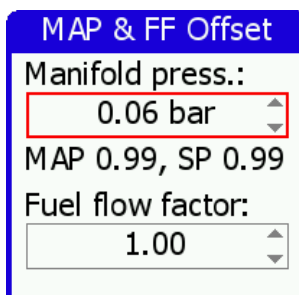 MAP & FF Offset
Manifold press.:
0.06 bar
MAP 0.99, SP 0.99
Fuel flow factor:
1.00